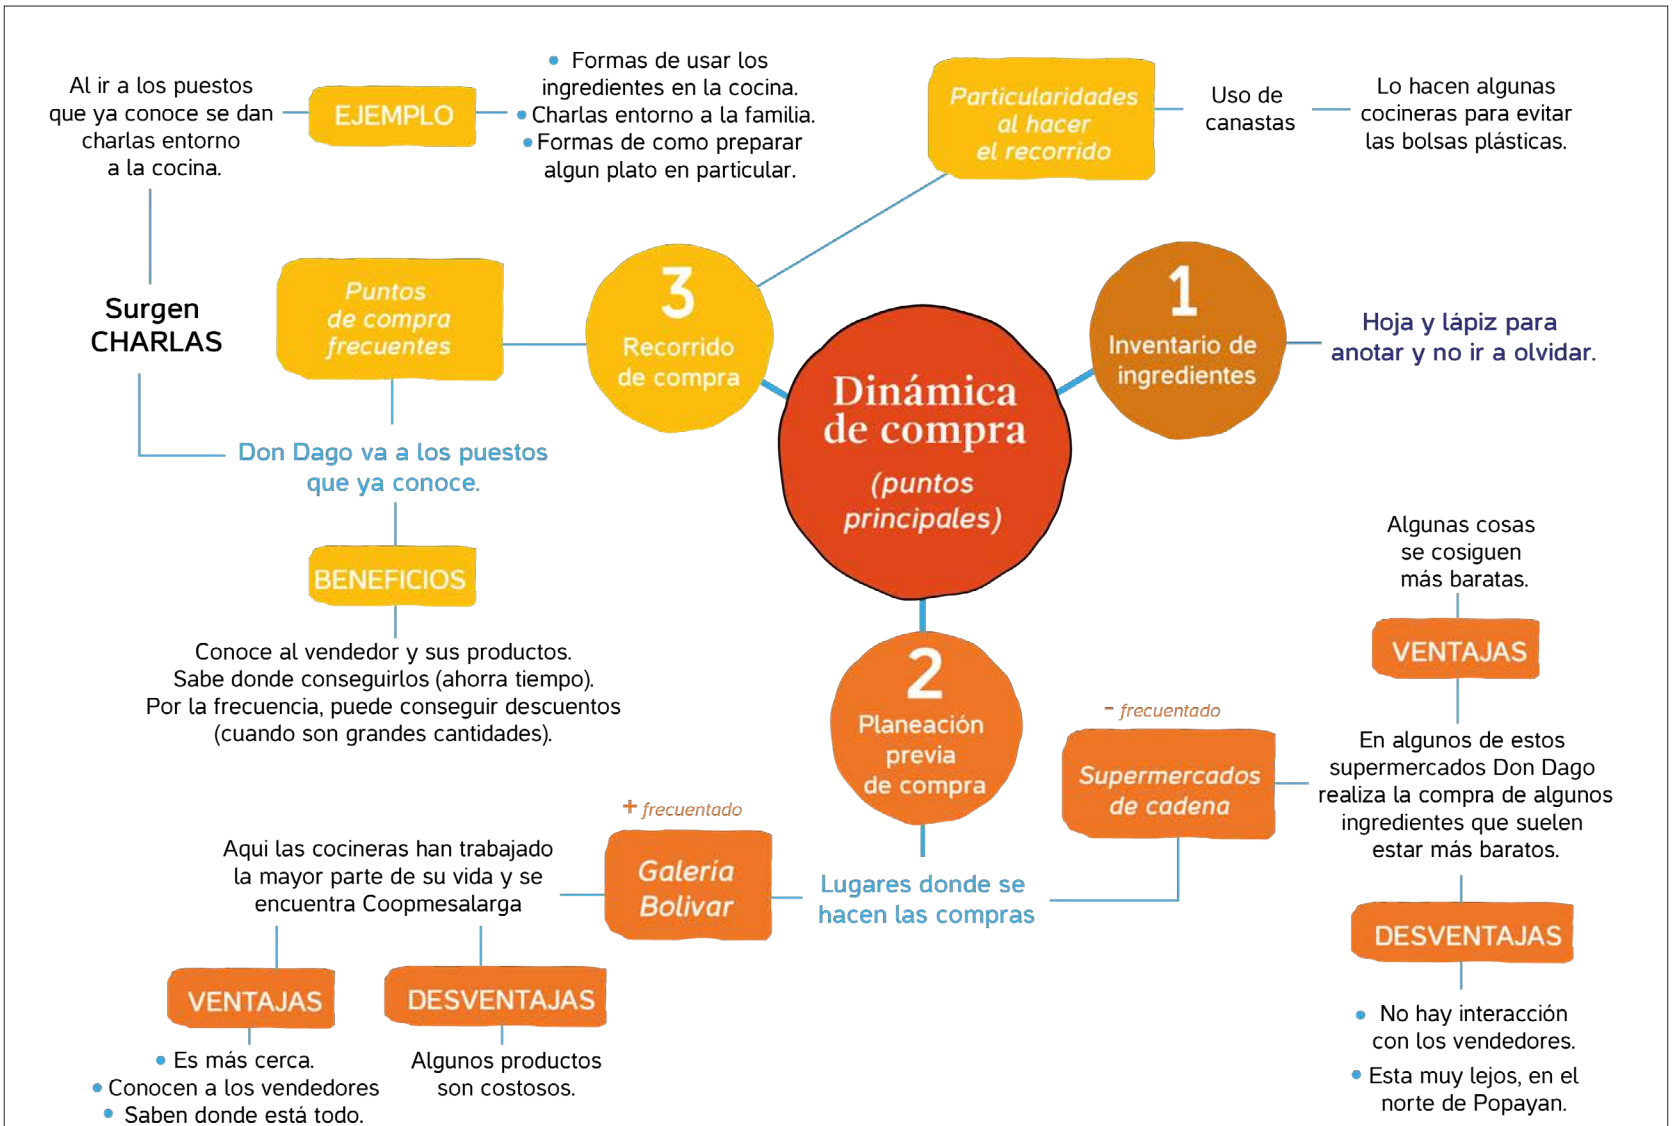 Dinámica
de compra
(puntos
principales)
1
Inventario de
ingredientes
Hoja y lápiz para
anotar y no ir a olvidar.
2
Planeación
previa
de compra
Lugares donde se
hacen las compras
+ frecuentado
Galería
Bolivar
Aqui las cocineras han trabajado
la mayor parte de su vida y se
encuentra Coopmesalarga
VENTAJAS
• Es más cerca.
• Conocen a los vendedores
• Saben donde está todo.
DESVENTAJAS
Algunos productos
son costosos.
- frecuentado
Supermercados
de cadena
En algunos de estos
supermercados Don Dago
realiza la compra de algunos
ingredientes que suelen
estar más baratos.
VENTAJAS
Algunas cosas
se cosiguen
más baratas.
DESVENTAJAS
• No hay interacción
con los vendedores.
• Esta muy lejos, en el
norte de Popayan.
3
Recorrido
de compra
Particularidades
al hacer
el recorrido
Uso de
canastas
Lo hacen algunas
cocineras para evitar
las bolsas plásticas.
Puntos
de compra
frecuentes
Don Dago va a los puestos
que ya conoce.
BENEFICIOS
Conoce al vendedor y sus productos.
Sabe donde conseguirlos (ahorra tiempo).
Por la frecuencia, puede conseguir descuentos
(cuando son grandes cantidades).
Surgen
CHARLAS
Al ir a los puestos
que ya conoce se dan
charlas entorno
a la cocina.
EJEMPLO
• Formas de usar los
ingredientes en la cocina.
• Charlas entorno a la familia.
• Formas de como preparar
algun plato en particular.